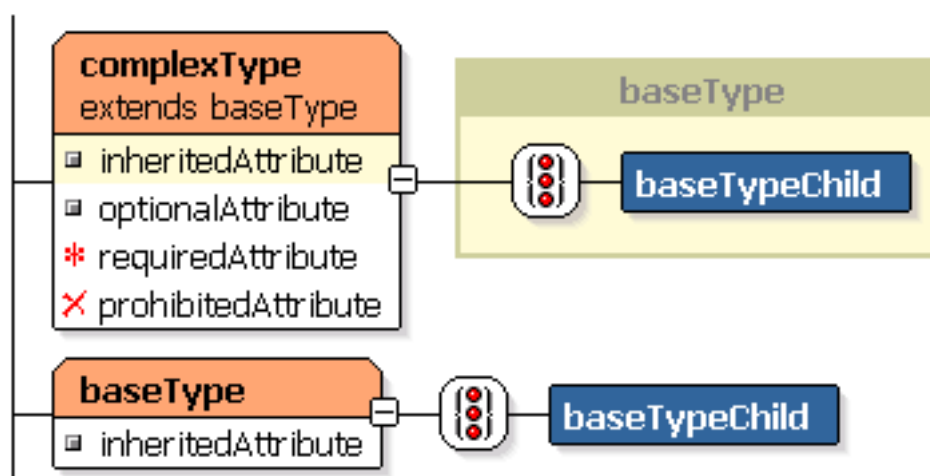 complexType
extends baseType
inheritedAttribute
optionalAttribute
requiredAttribute
prohibitedAttribute
baseType
baseTypeChild
baseType
inheritedAttribute
baseTypeChild